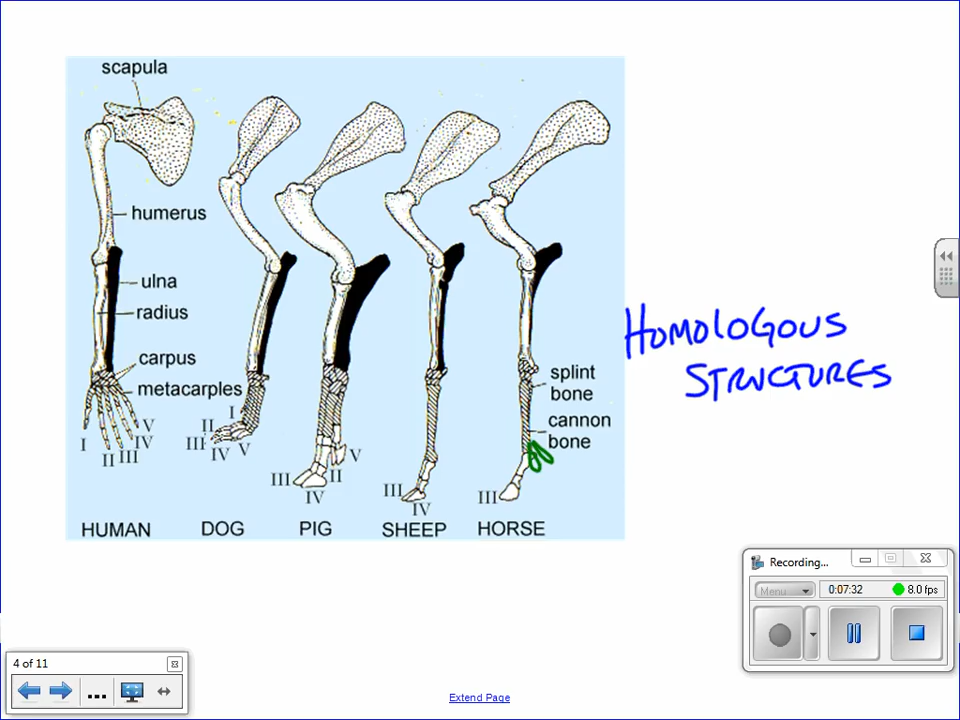 scapula
humerus
ulna
radius
carpus
metacarples
I
II
III
IV
V
I
II
III
IV
V
III
IV
II
V
III
IV
III
splint
bone
cannon
bone
HUMAN
DOG
PIG
SHEEP
HORSE
HOMOLOGOUS
STRUCTURES
Recording...
Menu
0:07:32
8.0 fps
4 of 11
...
Extend Page